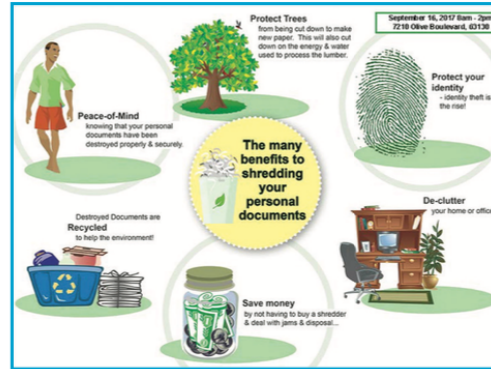 Protect Trees
from being cut down to make
new paper. This will also cut
down on the energy & water
used to process the lumber.
September 16, 2017 8am - 2pm
7210 Olive Boulevard, 63130
Protect your
identity
- identity theft is
the rise!
Peace-of-Mind
knowing that your personal
documents have been
destroyed properly & securely.
The many
benefits to
shredding
your
personal
documents
De-clutter
your home or office
Destroyed Documents are
Recycled
to help the environment!
Save money
by not having to buy a shredder
& deal with jams & disposal...